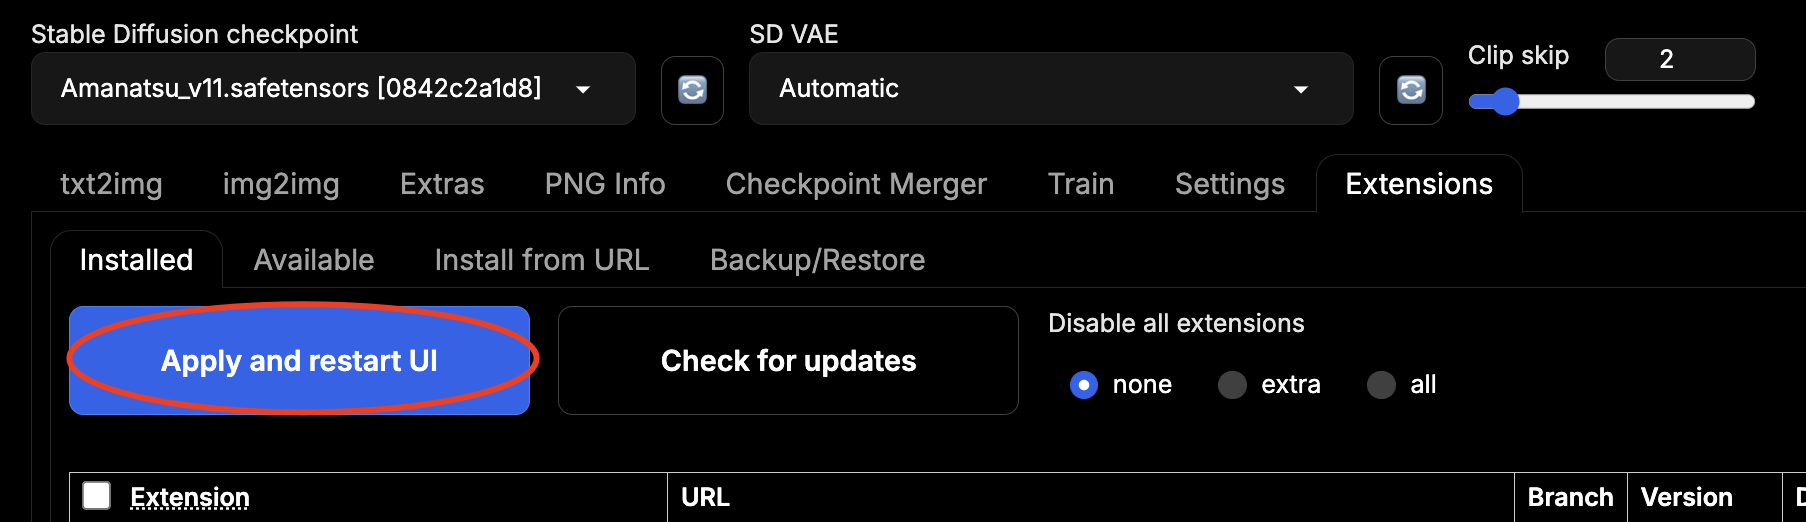 Stable Diffusion checkpoint
SD VAE
Clip skip
2
Amanatsu_v11.safetensors [0842c2a1d8]
Automatic
txt2img
img2img
Extras
PNG Info
Checkpoint Merger
Train
Settings
Extensions
Installed
Available
Install from URL
Backup/Restore
Apply and restart UI
Check for updates
Disable all extensions
none
extra
all
Extension
URL
Branch
Version